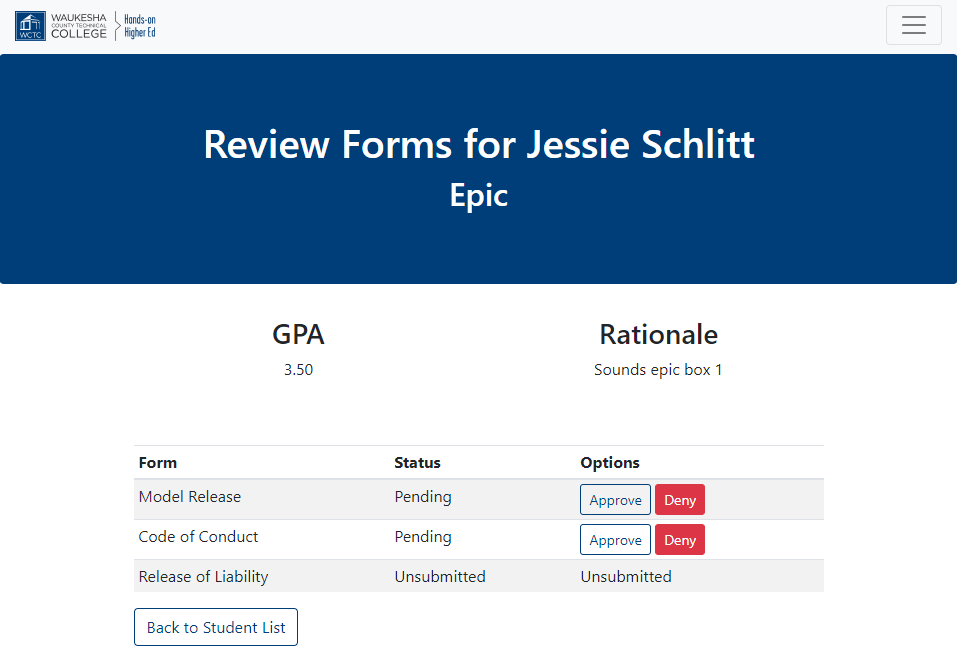 WCTC
WAUKESHA
COUNTY TECHNICAL
COLLEGE
Hands-on
Higher Ed
Review Forms for Jessie Schlitt
Epic
GPA
3.50
Rationale
Sounds epic box 1
Form Status Options
Model Release Pending Approve Deny
Code of Conduct Pending Approve Deny
Release of Liability Unsubmitted Unsubmitted
Back to Student List